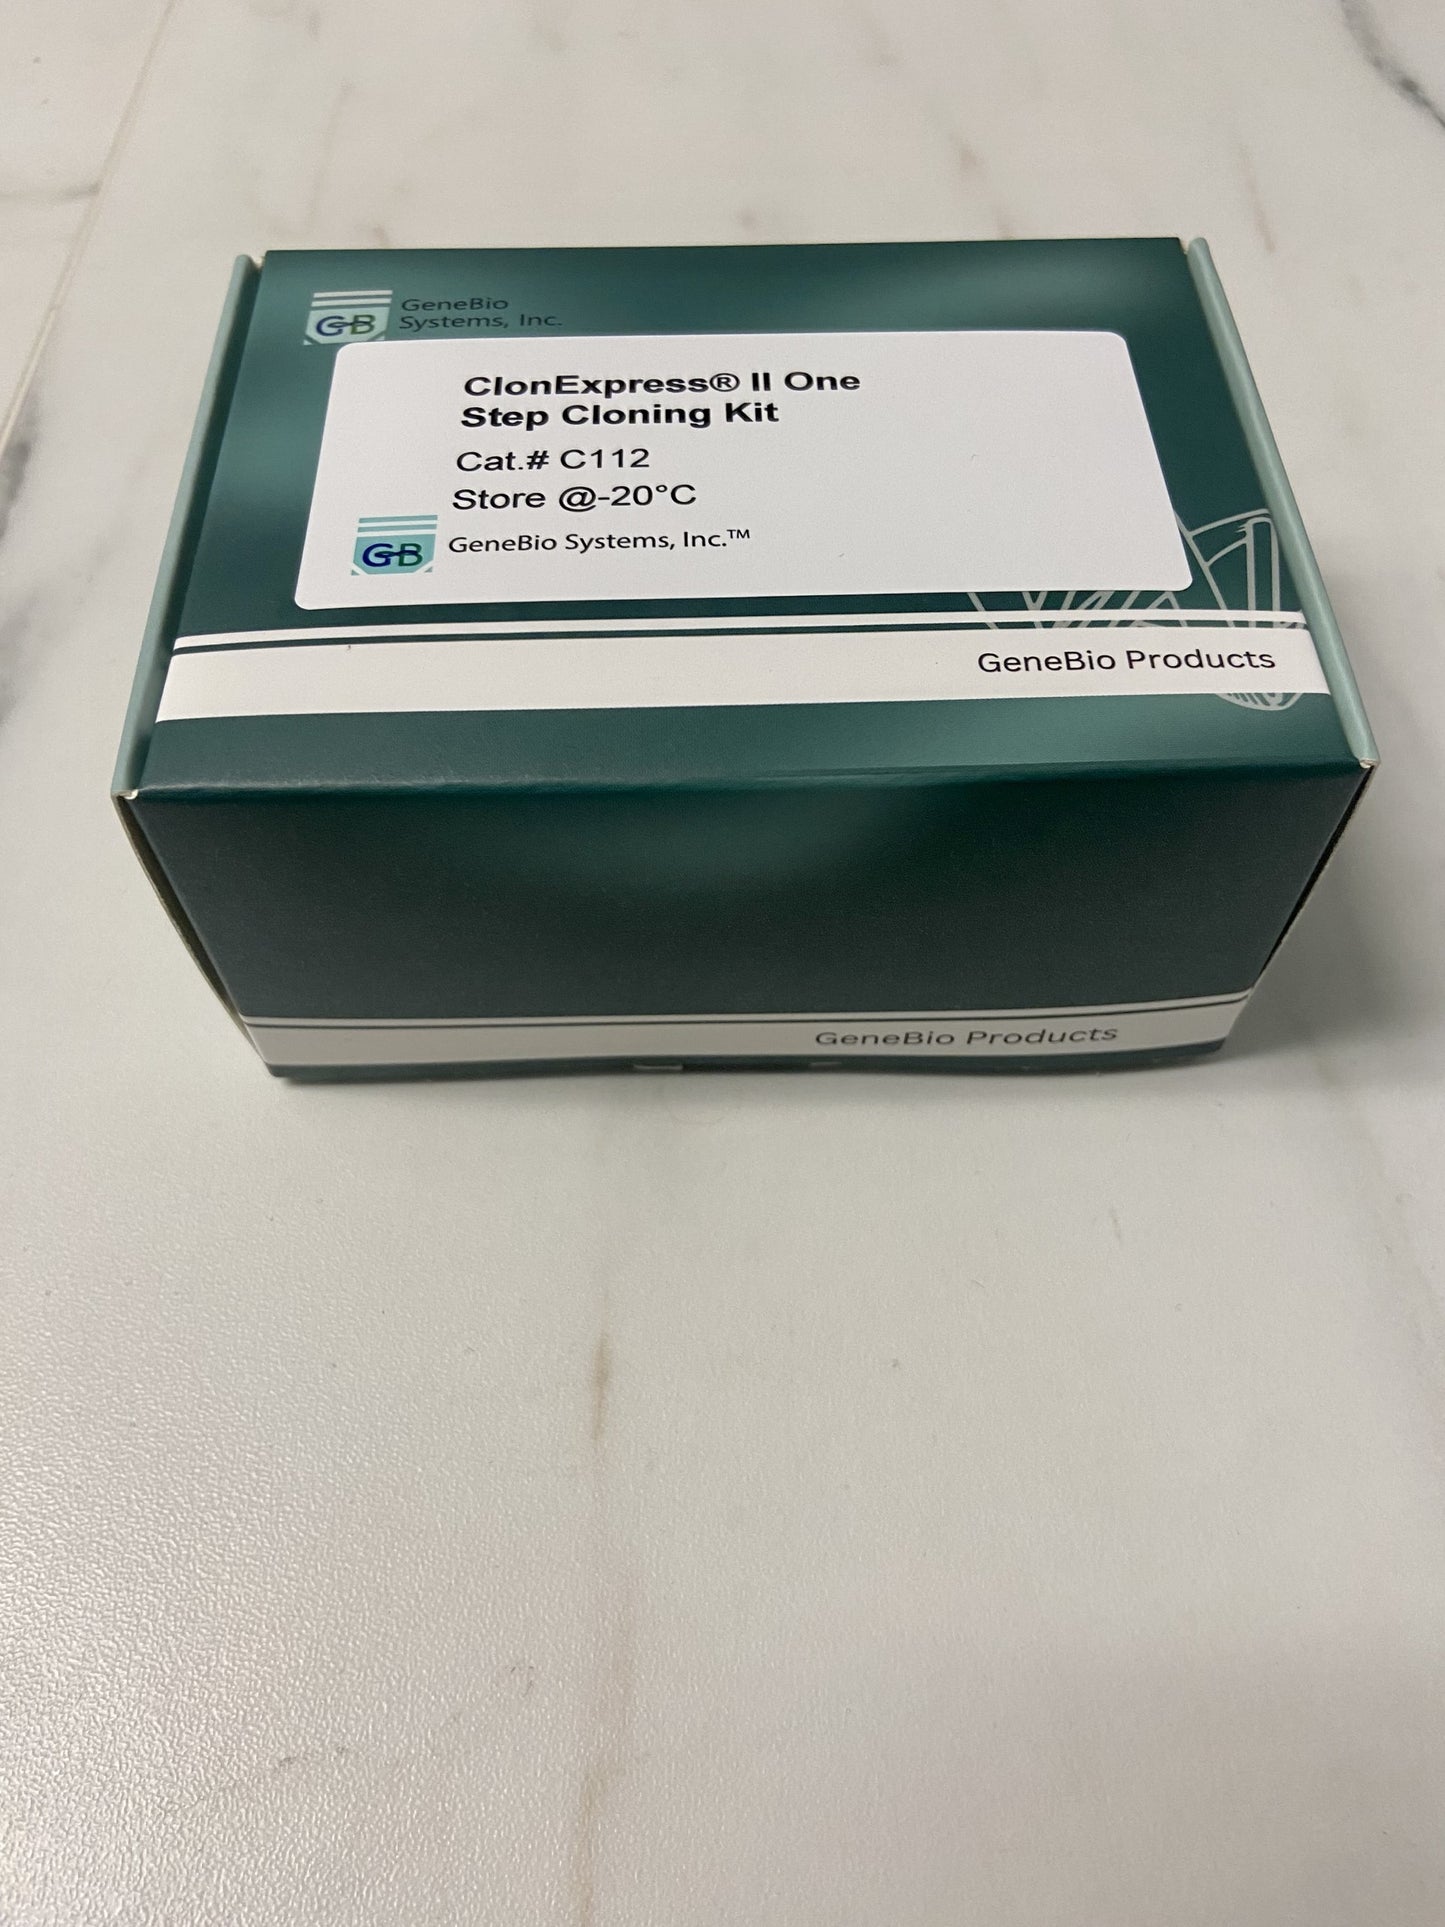 GeneBio
Systems, Inc.
GB
ClonExpress® II One
Step Cloning Kit
Cat.# C112
Store @-20°C
GB GeneBio Systems, Inc.™
GeneBio Products
GeneBio Products